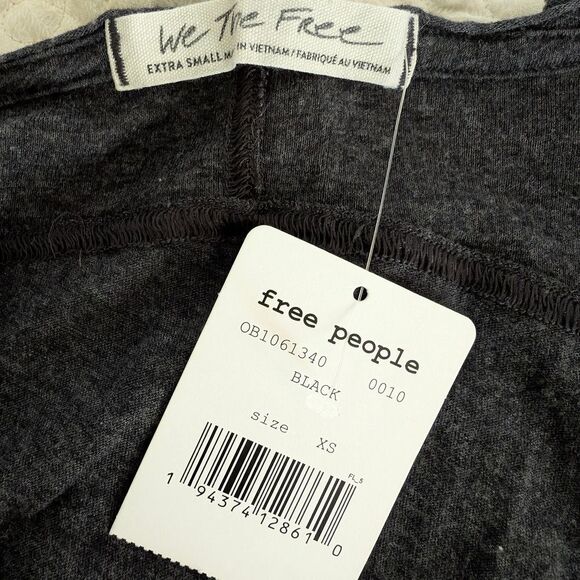 We The Free
EXTRA SMALL M IN VIETNAM / FABRIQUÉ AU VIETNAM
free people
OB1061340 0010
BLACK
size XS
FL_5
1 94374 12861 0